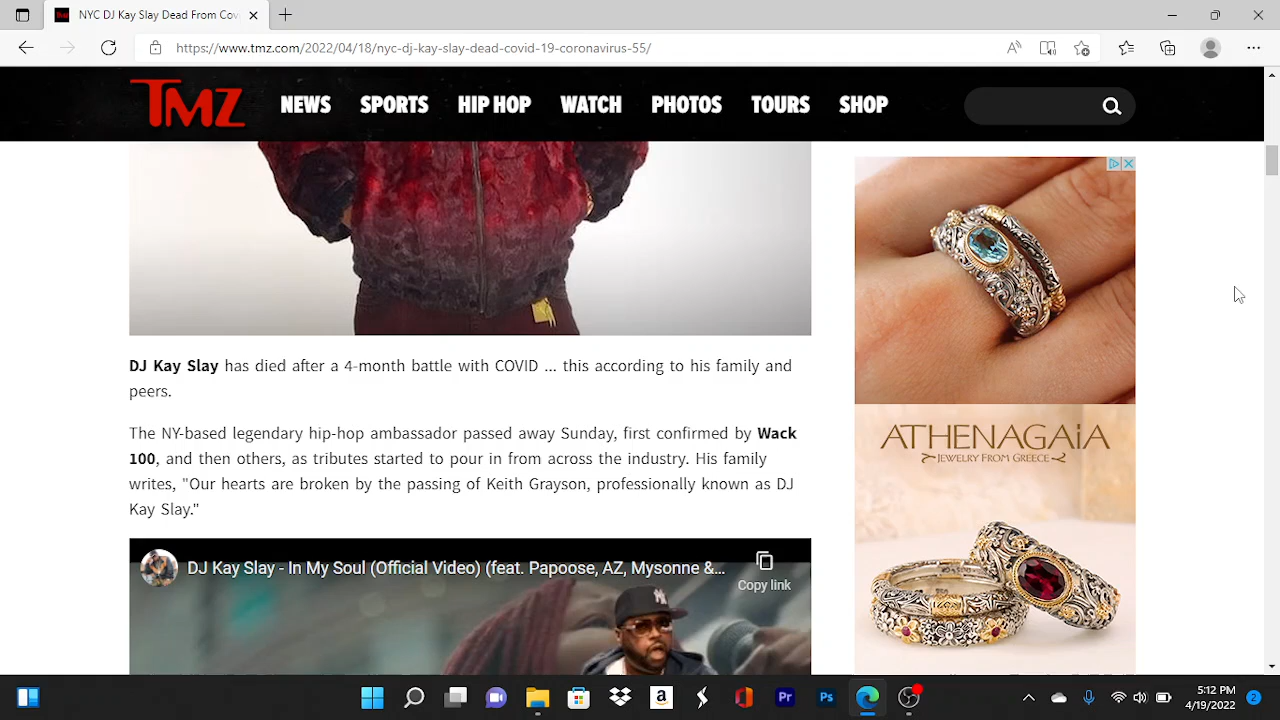 NYC DJ Kay Slay Dead From Cov
https://www.tmz.com/2022/04/18/nyc-dj-kay-slay-dead-covid-19-coronavirus-55/
TMZ NEWS SPORTS HIP HOP WATCH PHOTOS TOURS SHOP
DJ Kay Slay has died after a 4-month battle with COVID ... this according to his family and
peers.
The NY-based legendary hip-hop ambassador passed away Sunday, first confirmed by Wack
100, and then others, as tributes started to pour in from across the industry. His family
writes, "Our hearts are broken by the passing of Keith Grayson, professionally known as DJ
Kay Slay."
DJ Kay Slay - In My Soul (Official Video) (feat. Papoose, AZ, Mysonne &...
Copy link
ATHENAGAiA
JEWELRY FROM GREECE
Pr
Ps
5:12 PM
4/19/2022
2